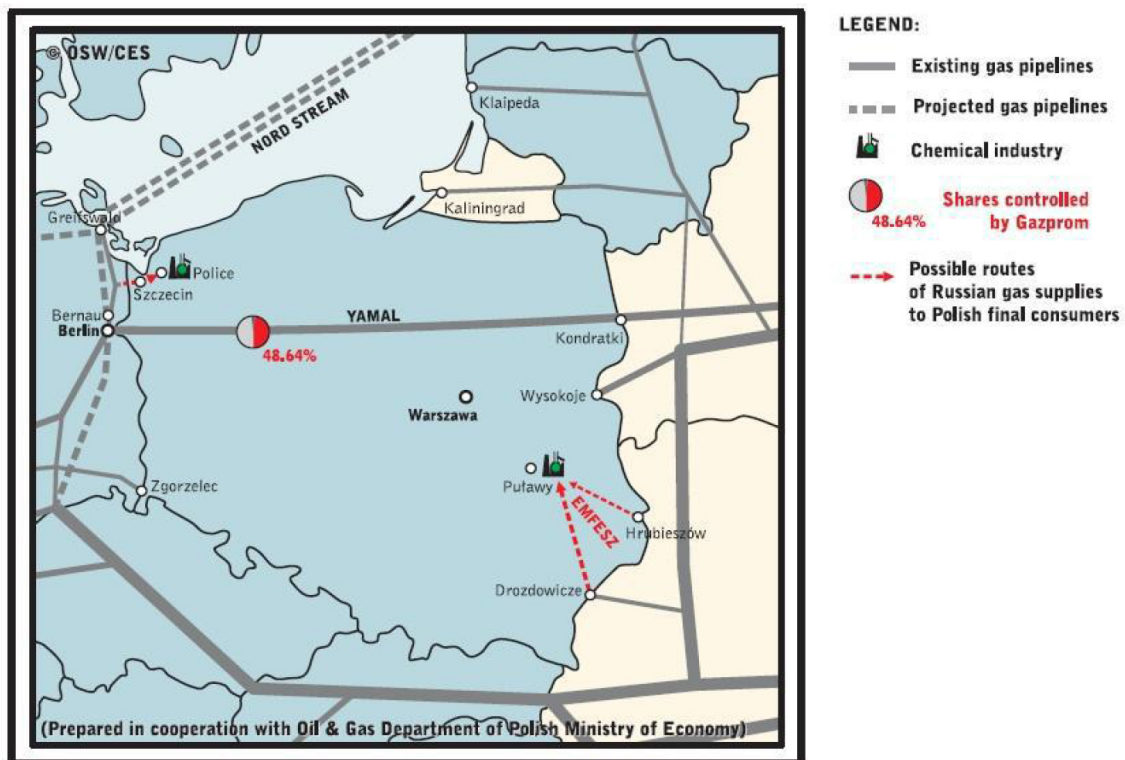 © OSW/CES
NORD STREAM
Klaipeda
Kaliningrad
Greifswald
Police
Szczecin
Bernau
Berlin
YAMAL
48.64%
Kondratki
Wysokoje
Warszawa
Puławy
Zgorzelec
EMFESZ
Hrubieszów
Drozdowicze
(Prepared in cooperation with Oil & Gas Department of Polish Ministry of Economy)
LEGEND:
Existing gas pipelines
Projected gas pipelines
Chemical industry
48.64%
Shares controlled
by Gazprom
Possible routes
of Russian gas supplies
to Polish final consumers